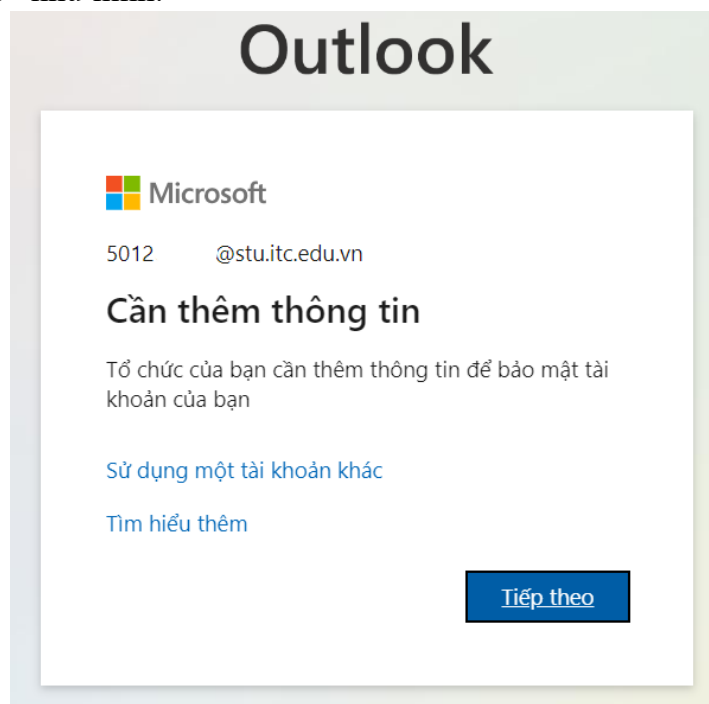 Outlook
Microsoft
5012 @stu.itc.edu.vn
Cần thêm thông tin
Tổ chức của bạn cần thêm thông tin để bảo mật tài
khoản của bạn
Sử dụng một tài khoản khác
Tìm hiểu thêm
Tiếp theo